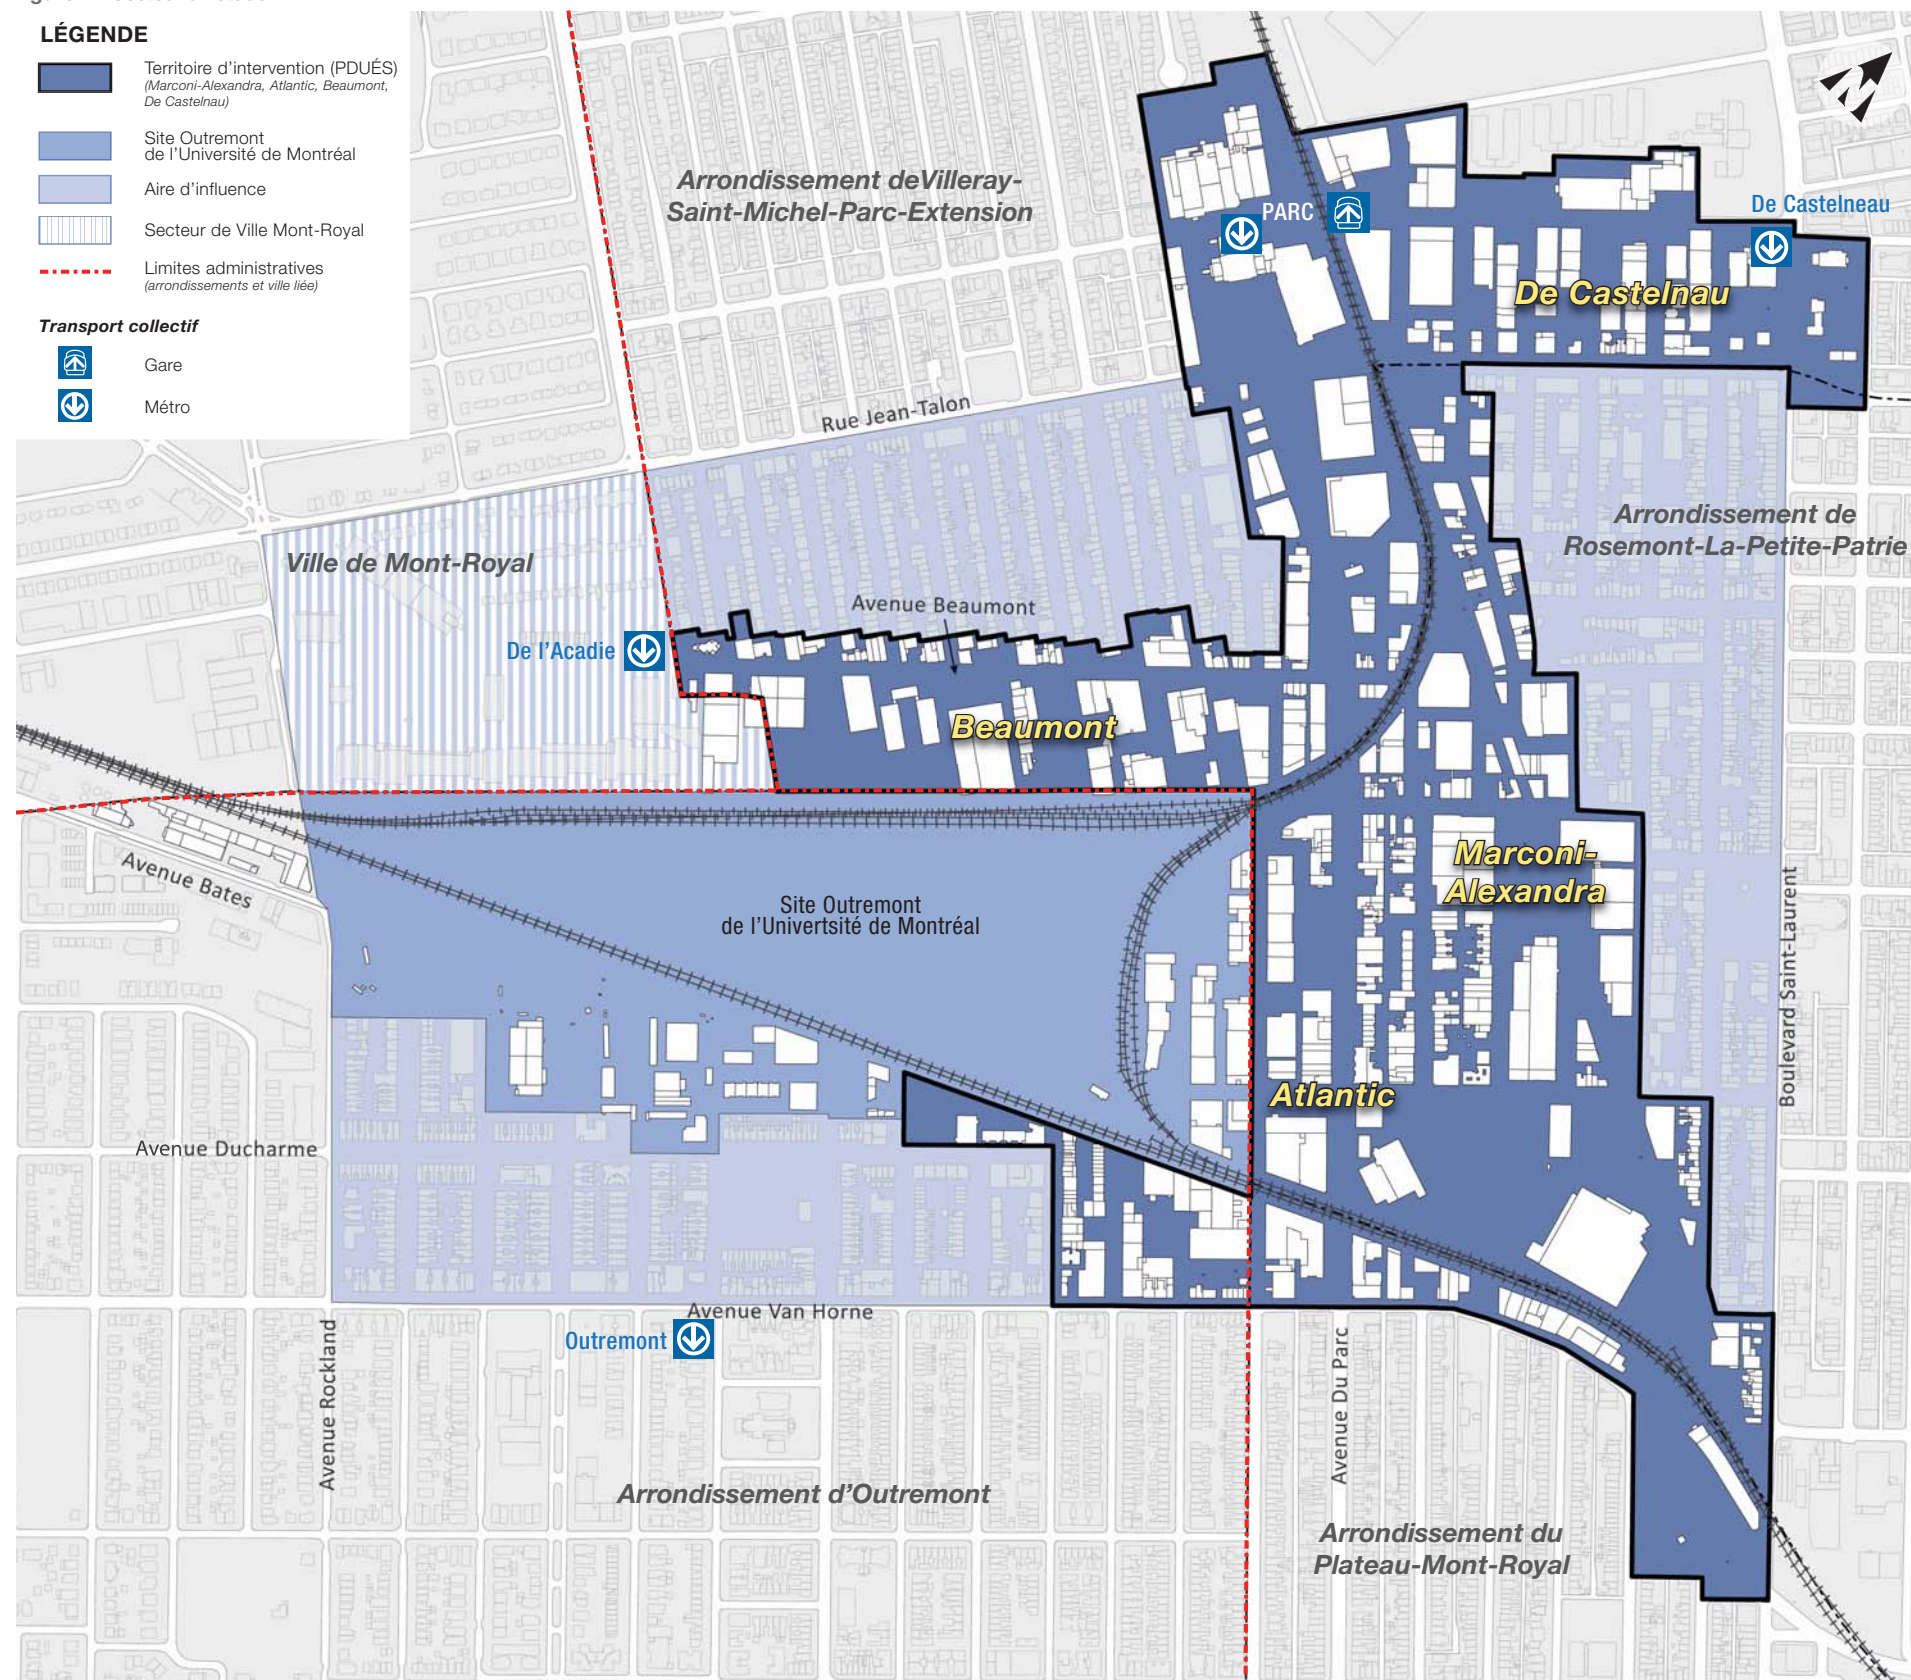 LÉGENDE
Territoire d'intervention (PDUÉS)
(Marconi-Alexandra, Atlantic, Beaumont,
De Castelnau)
Site Outremont
de l'Université de Montréal
Aire d'influence
Secteur de Ville Mont-Royal
Limites administratives
(arrondissements et ville liée)
Transport collectif
Gare
Métro
Arrondissement deVilleray-
Saint-Michel-Parc-Extension
PARC
De Castelneau
De Castelnau
Rue Jean-Talon
Arrondissement de
Rosemont-La-Petite-Patrie
Ville de Mont-Royal
Avenue Beaumont
De l'Acadie
Beaumont
Marconi-
Alexandra
Avenue Bates
Site Outremont
de l'Univertsité de Montréal
Boulevard Saint-Laurent
Atlantic
Avenue Ducharme
Avenue Van Horne
Outremont
Avenue Rockland
Avenue Du Parc
Arrondissement d'Outremont
Arrondissement du
Plateau-Mont-Royal